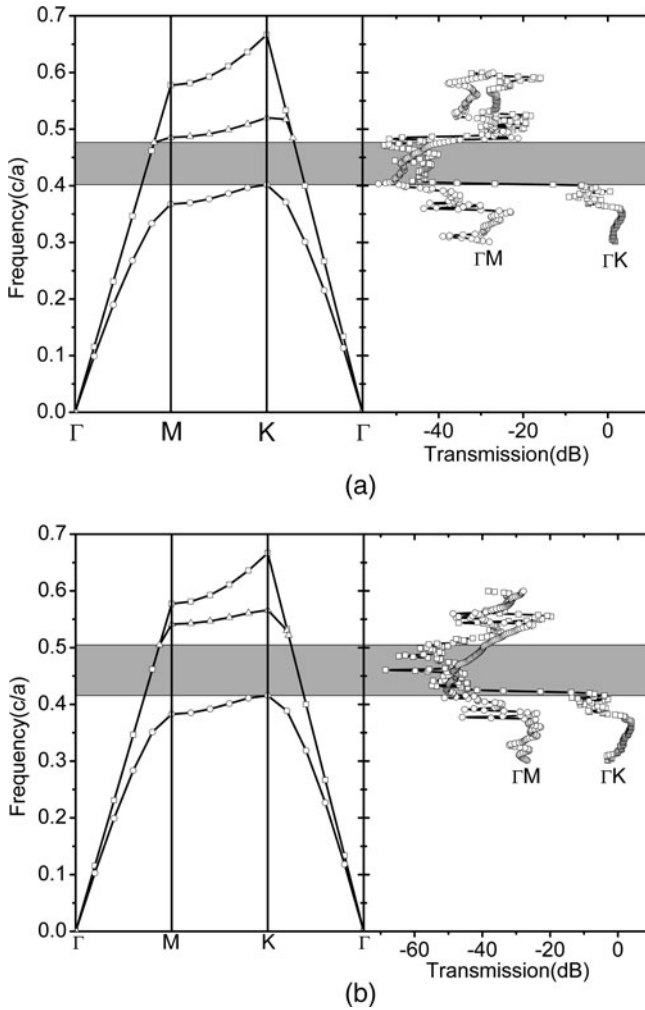 0.7
0.6
0.5
0.4
0.3
0.2
0.1
0.0
Frequency(c/a)
Γ M K Γ
ΓM ΓK
-40 -20 0
Transmission(dB)
(a)
0.7
0.6
0.5
0.4
0.3
0.2
0.1
0.0
Frequency(c/a)
Γ M K Γ
ΓM ΓK
-60 -40 -20 0
Transmission(dB)
(b)